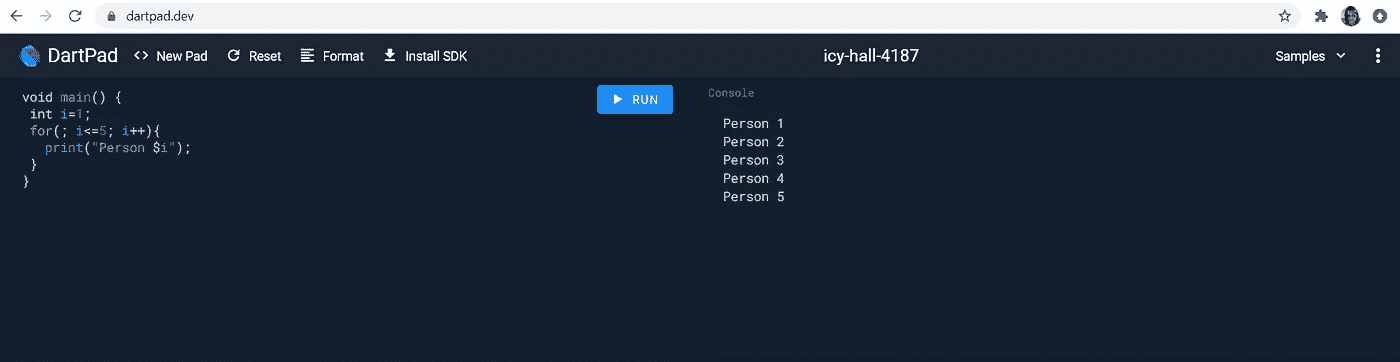 dartpad.dev
DartPad <> New Pad Reset Format Install SDK icy-hall-4187 Samples
void main() {
 int i=1;
 for(; i<=5; i++){
   print("Person $i");
 }
}
RUN
Console
Person 1
Person 2
Person 3
Person 4
Person 5